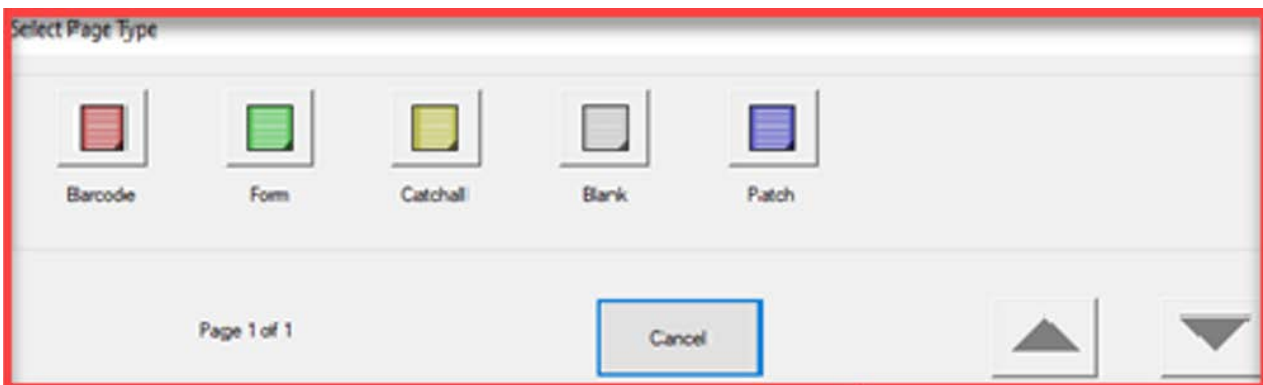 Select Page Type
Barcode Form Catchall Blank Patch
Page 1 of 1 Cancel